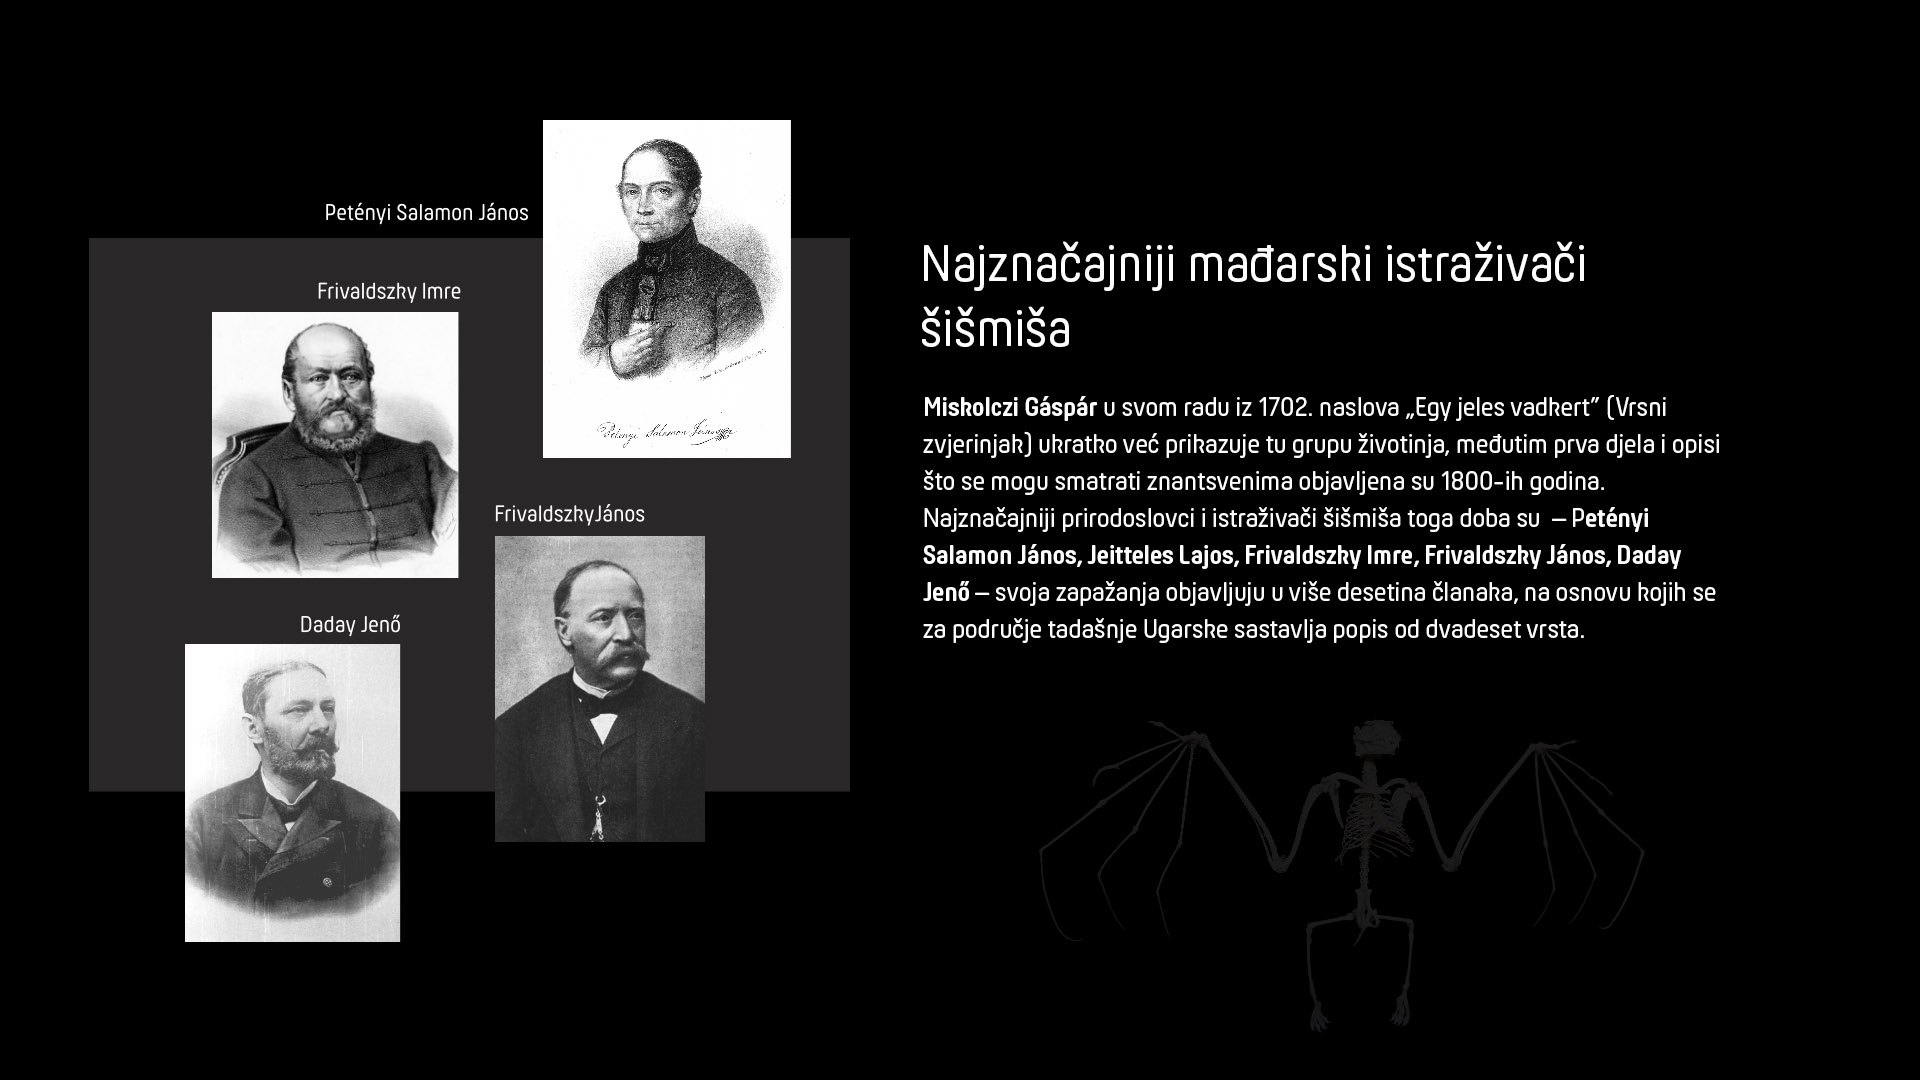 Petényi Salamon János
Frivaldszky Imre
Petényi Salamon János
FrivaldszkyJános
Daday Jenő
Najznačajniji mađarski istraživači
šišmiša
Miskolczi Gáspár u svom radu iz 1702. naslova „Egy jeles vadkert” (Vrsni
zvjerinjak) ukratko već prikazuje tu grupu životinja, međutim prva djela i opisi
što se mogu smatrati znantsvenima objavljena su 1800-ih godina.
Najznačajniji prirodoslovci i istraživači šišmiša toga doba su – Petényi
Salamon János, Jeitteles Lajos, Frivaldszky Imre, Frivaldszky János, Daday
Jenő – svoja zapažanja objavljuju u više desetina članaka, na osnovu kojih se
za područje tadašnje Ugarske sastavlja popis od dvadeset vrsta.